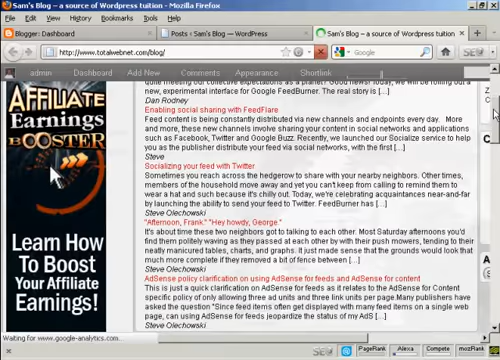 Sam's Blog – a source of Wordpress tuition | - Mozilla Firefox
File Edit View History Bookmarks Tools Help
Blogger: Dashboard
Posts ‹ Sam's Blog — WordPress
Sam's Blog – a source of Wordpress tui...
http://www.totalwebnet.com/blog/
Google
admin Dashboard Add New Comments Appearance Shortlink
new, experimental interface for FeedBurner. The real story is [...]
Dan Rodney
Enabling social sharing with FeedFlare
Feed content is being constantly distributed via new channels and endpoints every day. More
and more, these new channels involve sharing your content in social networks and applications
such as Facebook, Twitter and Google Buzz. Recently, we launched our Socialize service to help
you as the publisher distribute your feed via social networks, with the first [...]
Steve
Socializing your feed with Twitter
Sometimes you reach across the hedgerow to share with your nearby neighbors. Other times,
members of the household move away and yet you can't keep from calling to remind them to
wear a hat and such because it's chilly out. Today, we're celebrating acquaintances near-and-far
by launching the ability to send your feed to Twitter. FeedBurner has [...]
Steve Olechowski
"Afternoon, Frank." "Hey howdy, George."
It's about time these two neighbors got to talking to each other. Most Saturday afternoons you'd
find them politely waving as they passed at each other by with their push mowers, tending to their
neatly manicured tables, charts, and graphs. It just made sense that the grounds would look that
much more complete if they removed a bit of fence between [...]
Steve Olechowski
AdSense policy clarification on using AdSense for feeds and AdSense for content
This is just a quick clarification on AdSense for feeds as it relates to the AdSense for Content
specific policy of only allowing three ad units and three link units per page.Many publishers have
asked the question "Since feed items often get displayed with many feed items on a single web
page, can using AdSense for feeds jeopardize the status of my AdS [...]
Steve Olechowski
AFFILIATE
Earnings
BOOSTER
Learn How
To Boost
Your Affiliate
Earnings!
Waiting for www.google-analytics.com...
PageRank Alexa Compete mozRank